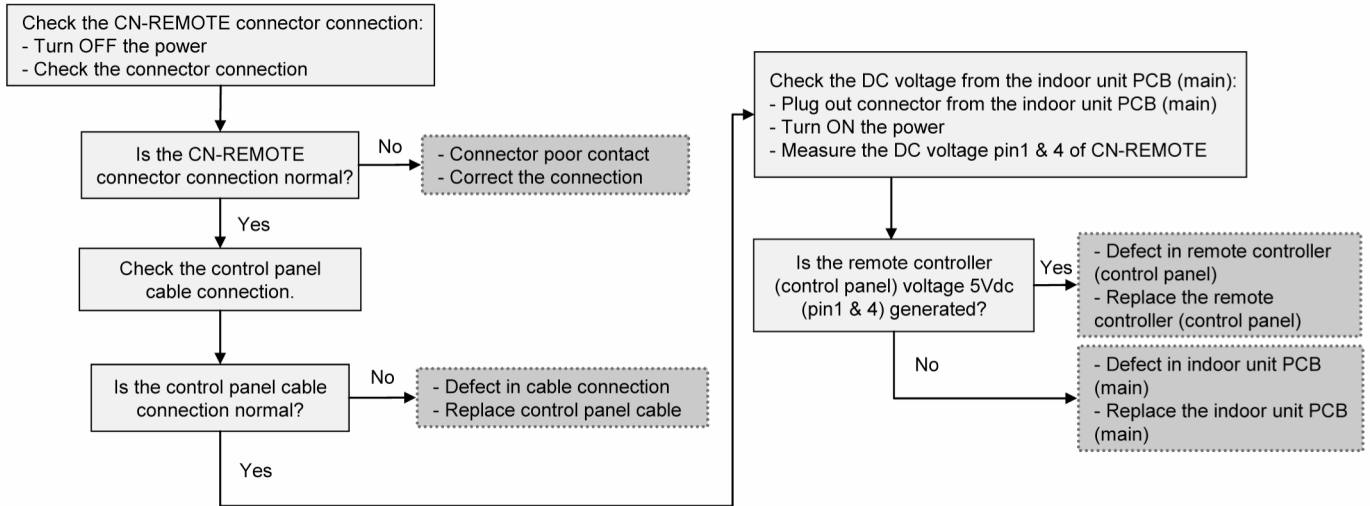 Check the CN-REMOTE connector connection:
- Turn OFF the power
- Check the connector connection
Is the CN-REMOTE
connector connection normal?
No
- Connector poor contact
- Correct the connection
Yes
Check the control panel
cable connection.
Is the control panel cable
connection normal?
No
- Defect in cable connection
- Replace control panel cable
Yes
Check the DC voltage from the indoor unit PCB (main):
- Plug out connector from the indoor unit PCB (main)
- Turn ON the power
- Measure the DC voltage pin1 & 4 of CN-REMOTE
Is the remote controller
(control panel) voltage 5Vdc
(pin1 & 4) generated?
Yes
- Defect in remote controller
(control panel)
- Replace the remote
controller (control panel)
No
- Defect in indoor unit PCB
(main)
- Replace the indoor unit PCB
(main)